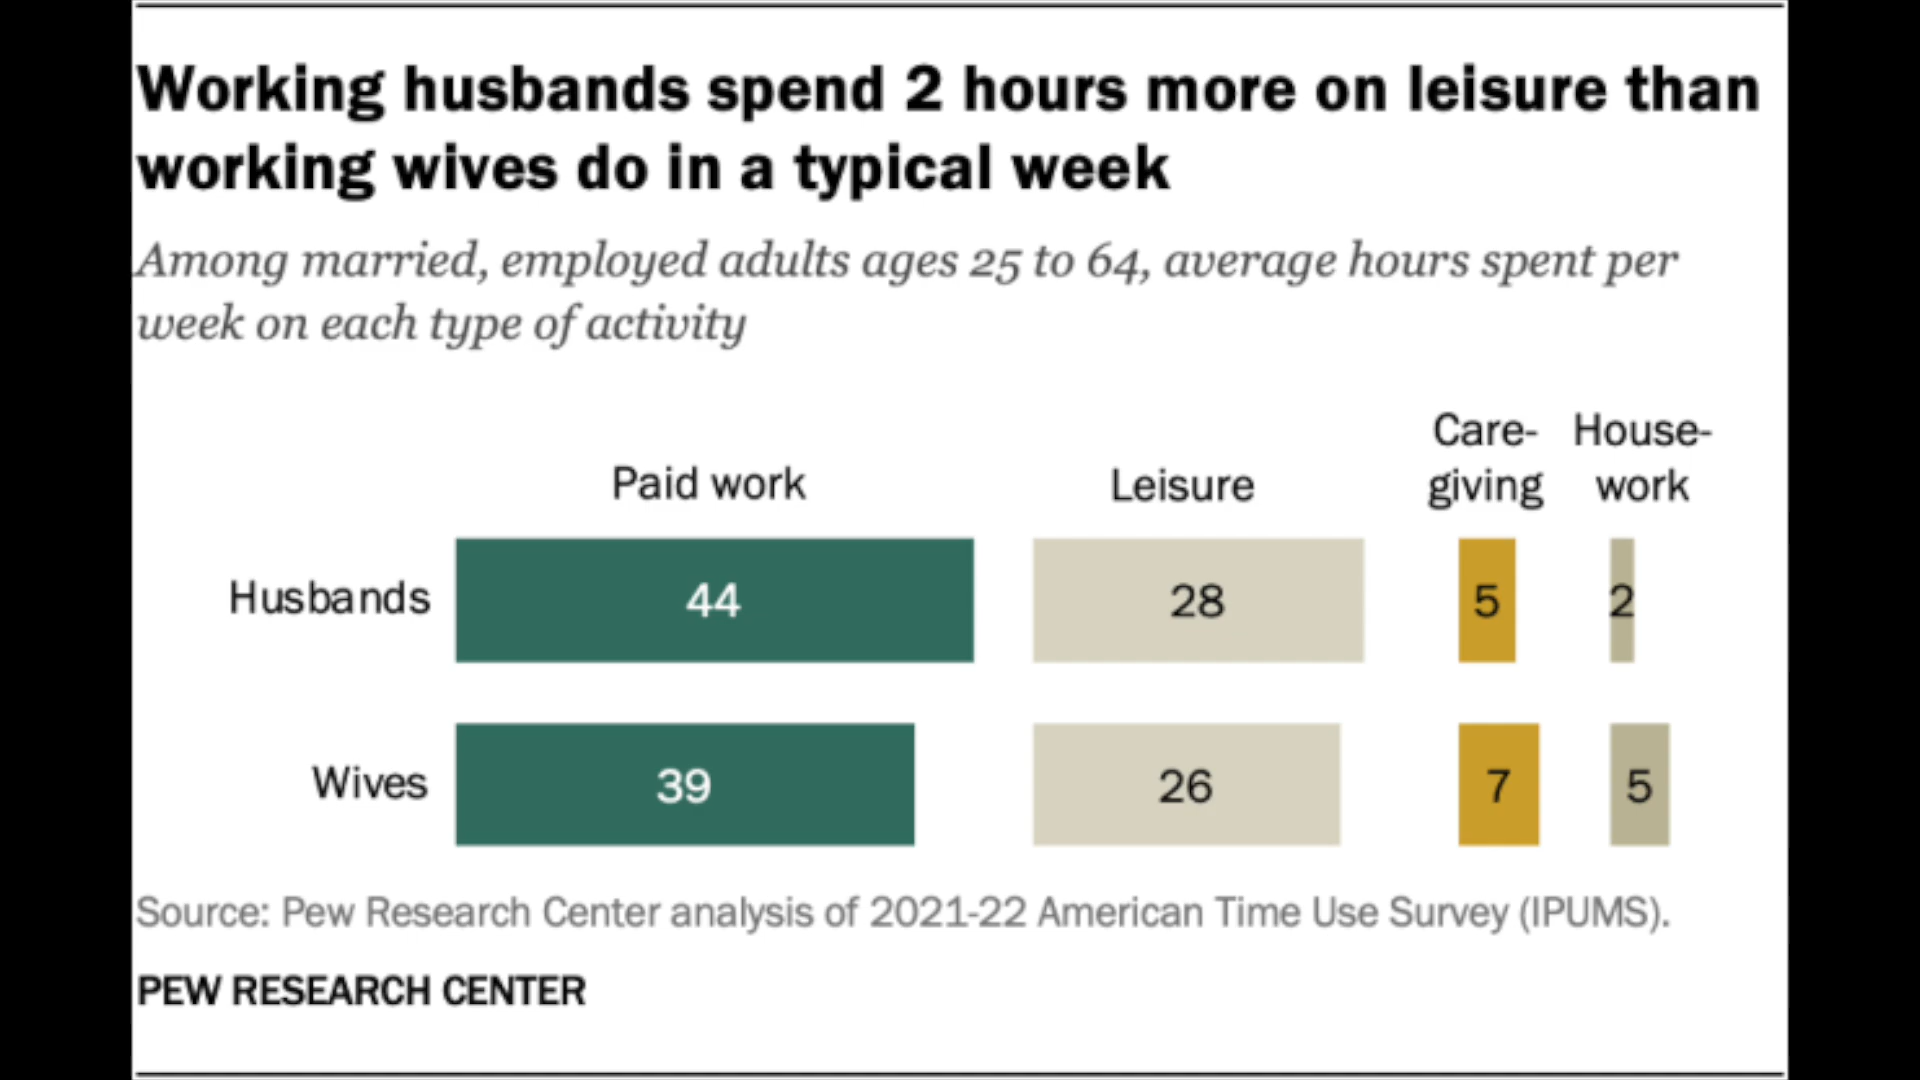 Working husbands spend 2 hours more on leisure than
working wives do in a typical week
Among married, employed adults ages 25 to 64, average hours spent per
week on each type of activity
Paid work Leisure Care-giving House-work
Husbands 44 28 5 2
Wives 39 26 7 5
Source: Pew Research Center analysis of 2021-22 American Time Use Survey (IPUMS).
PEW RESEARCH CENTER